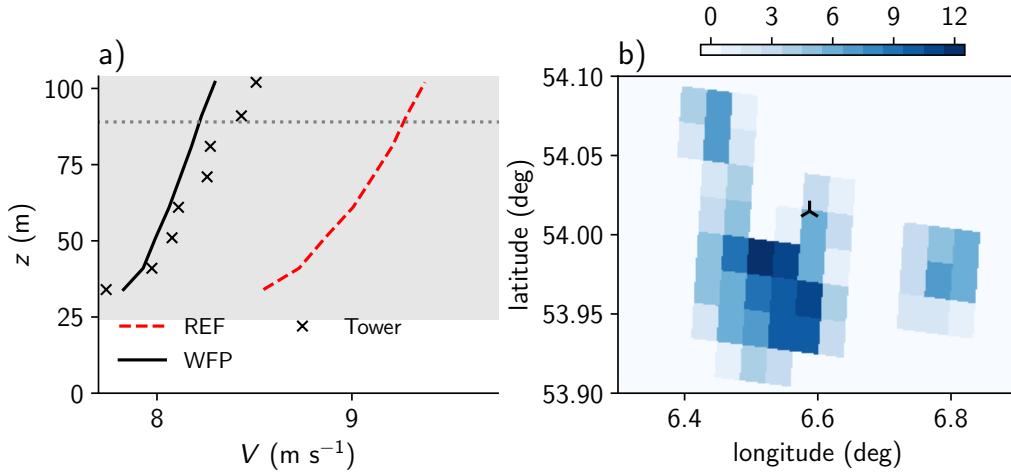 a)
100
75
50
25
0
z (m)
8
9
V (m s⁻¹)
REF
WFP
Tower
b)
0
3
6
9
12
54.10
54.05
54.00
53.95
53.90
latitude (deg)
6.4
6.6
6.8
longitude (deg)